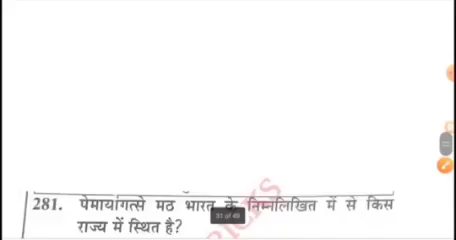 281. पेमायांगत्से मठ भारत के निम्नलिखित में से किस
राज्य में स्थित है?